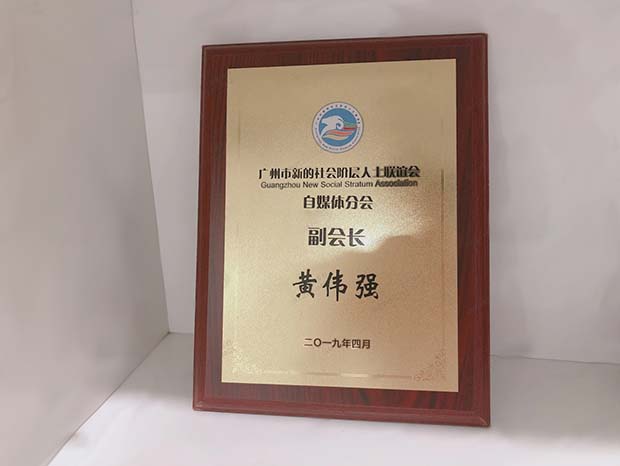 广州市新的社会阶层人士联谊会
Guangzhou New Social Stratum Association
自媒体分会
副会长
黄伟强
二〇一九年四月